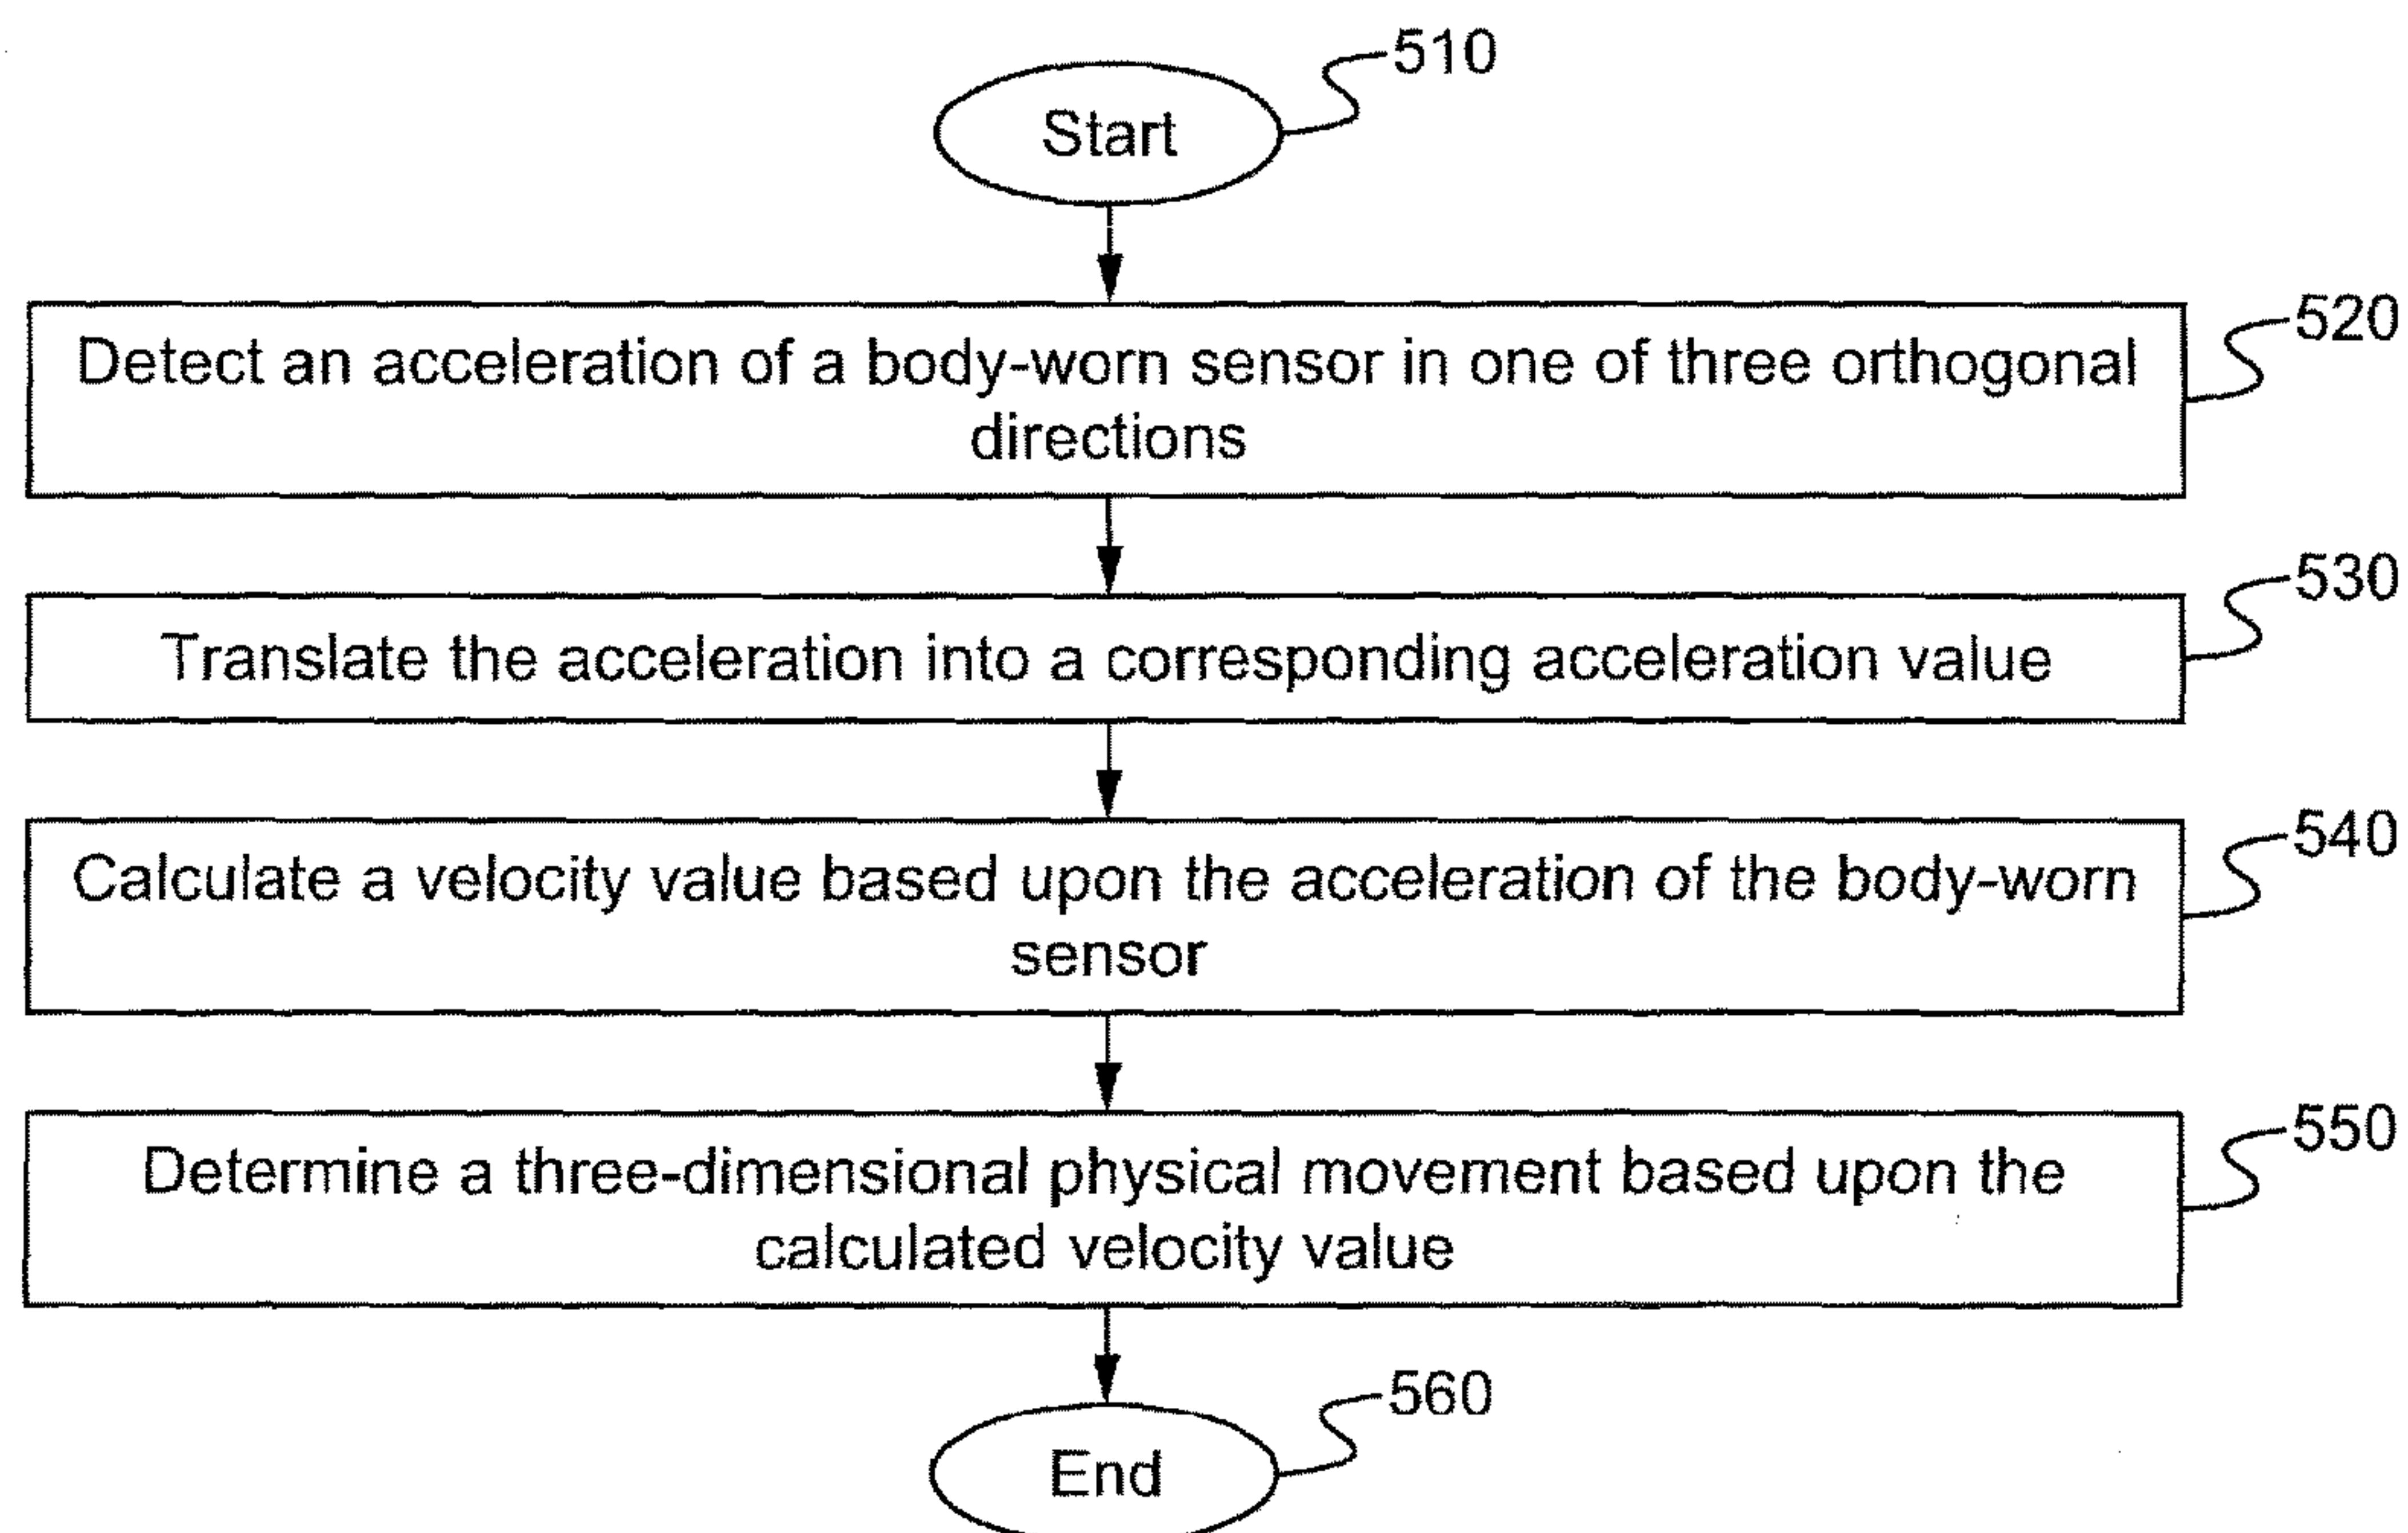 510
Start
520
Detect an acceleration of a body-worn sensor in one of three orthogonal
directions
530
Translate the acceleration into a corresponding acceleration value
540
Calculate a velocity value based upon the acceleration of the body-worn
sensor
550
Determine a three-dimensional physical movement based upon the
calculated velocity value
560
End